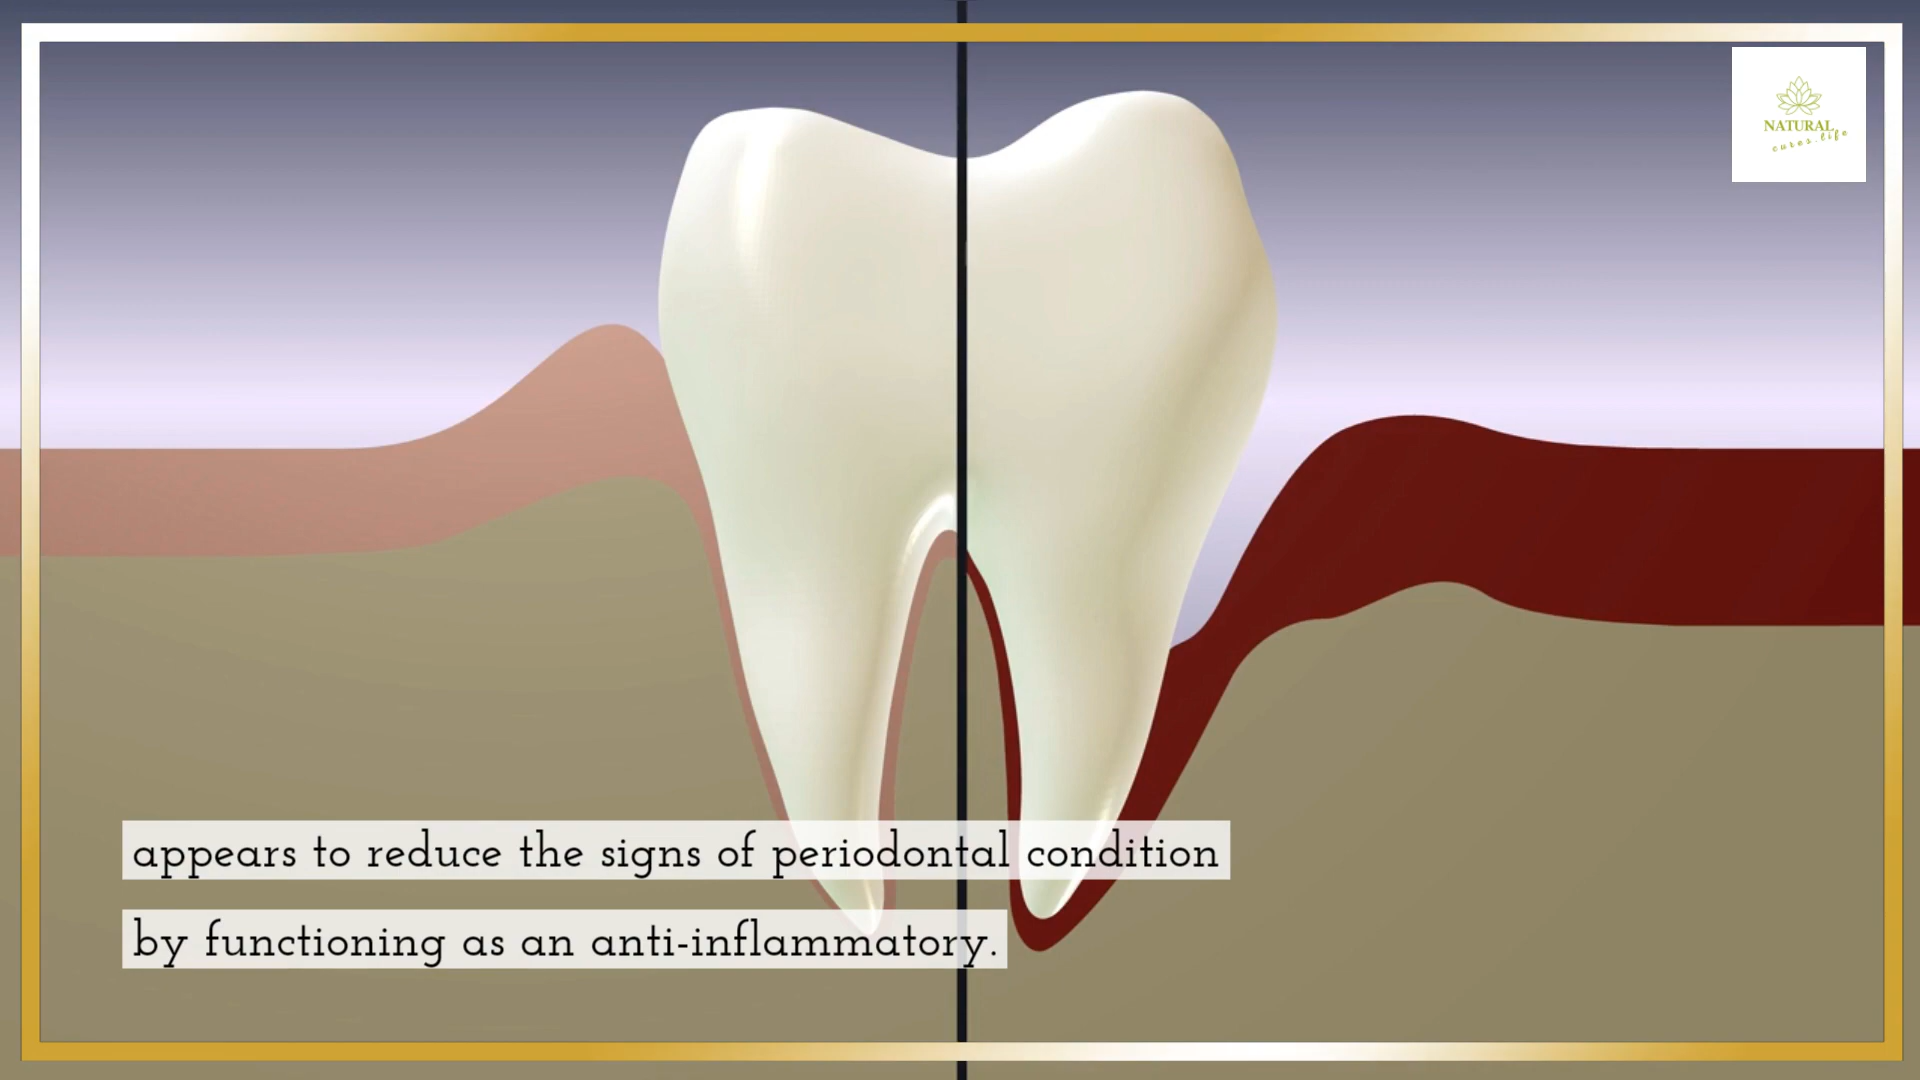 NATURAL
cures.life
appears to reduce the signs of periodontal condition
by functioning as an anti-inflammatory.